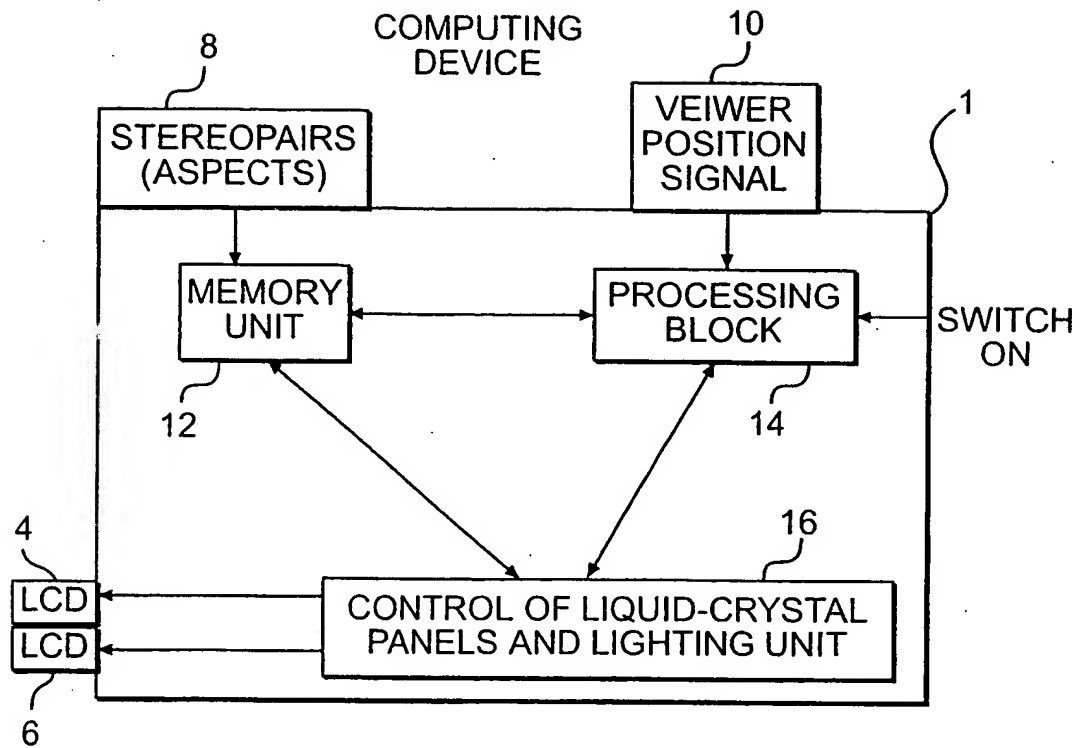 COMPUTING
DEVICE
8
10
1
STEREOPAIRS
(ASPECTS)
VEIWER
POSITION
SIGNAL
MEMORY
UNIT
PROCESSING
BLOCK
SWITCH
ON
12
14
4
16
LCD
LCD
CONTROL OF LIQUID-CRYSTAL
PANELS AND LIGHTING UNIT
6